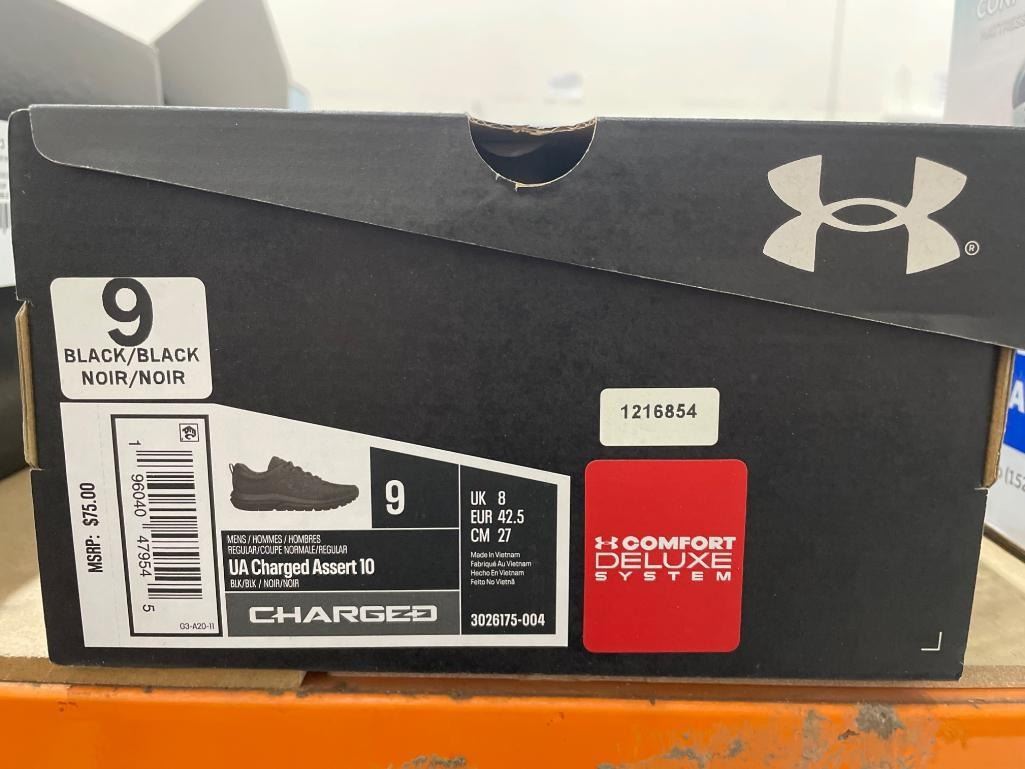 CON
MATTRESS
®
9
BLACK/BLACK
NOIR/NOIR
1216854
MSRP: $75.00
1 96040 47954 5
G3-A20-11
9
MENS / HOMMES / HOMBRES
REGULAR/COUPE NORMALE/REGULAR
UA Charged Assert 10
BLK/BLK / NOIR/NOIR
CHARGED
UK 8
EUR 42.5
CM 27
Made in Vietnam
Fabriqué Au Vietnam
Hecho En Vietnam
Feito No Vietnã
3026175-004
COMFORT
DELUXE
SYSTEM
A
(152